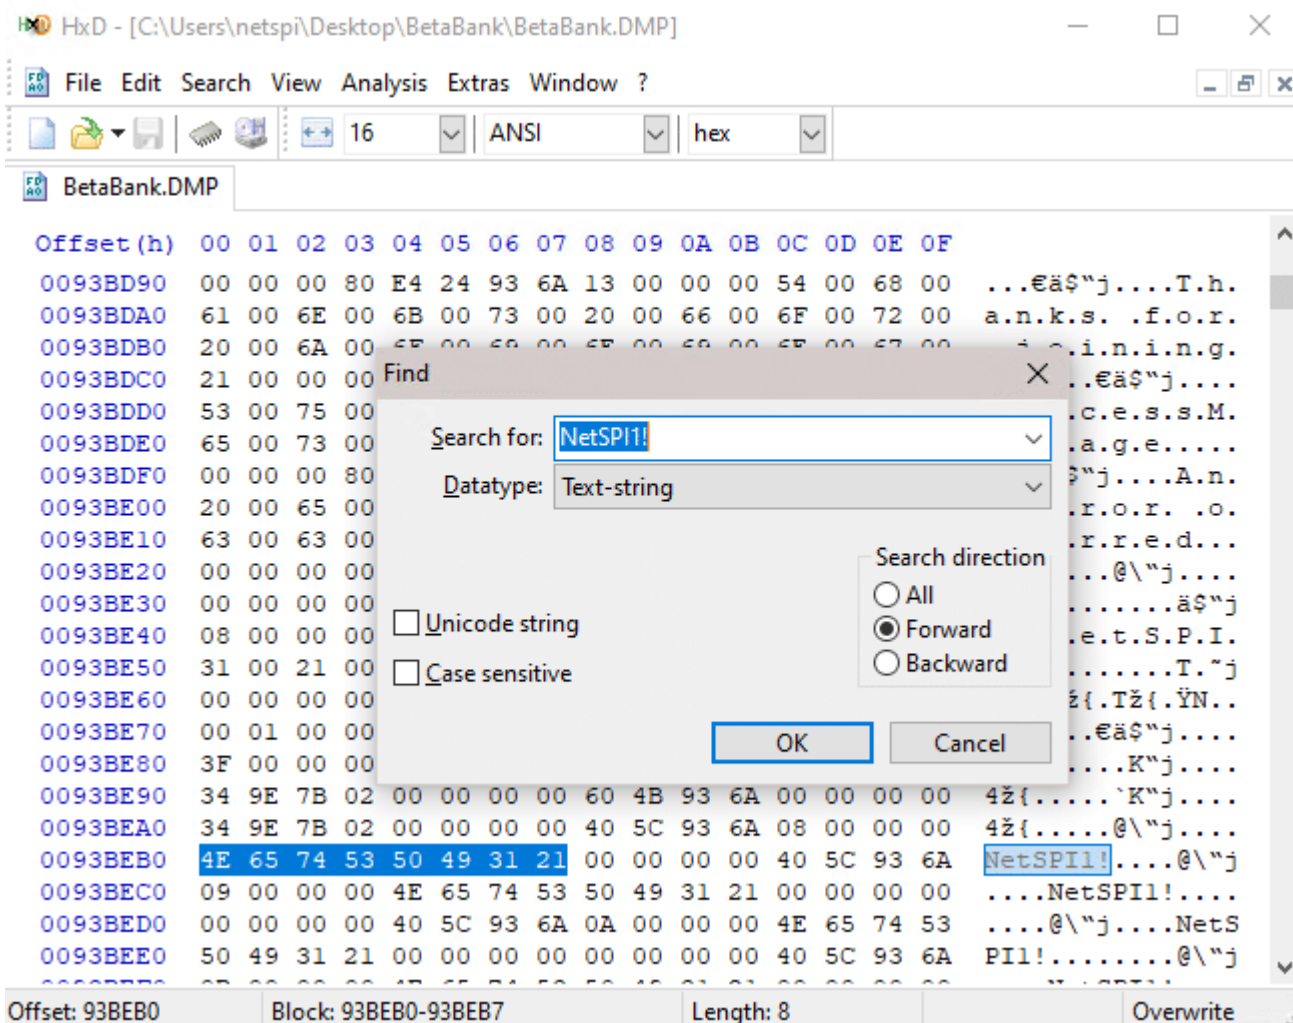 HxD - [C:\Users\netspi\Desktop\BetaBank\BetaBank.DMP]
File Edit Search View Analysis Extras Window ?
16 ANSI hex
BetaBank.DMP
Offset(h) 00 01 02 03 04 05 06 07 08 09 0A 0B 0C 0D 0E 0F
0093BD90 00 00 00 80 E4 24 93 6A 13 00 00 00 54 00 68 00 ...€ä$“j....T.h.
0093BDA0 61 00 6E 00 6B 00 73 00 20 00 66 00 6F 00 72 00 a.n.k.s. .f.o.r.
0093BDB0 20 00 6A 00 6F 00 69 00 6E 00 69 00 6E 00 67 00 .i.n.i.n.g.
0093BDC0 21 00 00 00 ..€ä$“j....
0093BDD0 53 00 75 00 .c.e.s.s.M.
0093BDE0 65 00 73 00 .a.g.e.....
0093BDF0 00 00 00 80 $“j....A.n.
0093BE00 20 00 65 00 .r.o.r. .o.
0093BE10 63 00 63 00 .r.r.e.d...
0093BE20 00 00 00 00 ...@\“j....
0093BE30 00 00 00 00 .......ä$“j
0093BE40 08 00 00 00 .e.t.S.P.I.
0093BE50 31 00 21 00 .......T.˜j
0093BE60 00 00 00 00 ž{.Tž{.ŸN..
0093BE70 00 01 00 00 ..€ä$“j....
0093BE80 3F 00 00 00 ....K“j....
0093BE90 34 9E 7B 02 00 00 00 00 60 4B 93 6A 00 00 00 00 4ž{.....`K“j....
0093BEA0 34 9E 7B 02 00 00 00 00 40 5C 93 6A 08 00 00 00 4ž{.....@\“j....
0093BEB0 4E 65 74 53 50 49 31 21 00 00 00 00 40 5C 93 6A NetSPI1!....@\“j
0093BEC0 09 00 00 00 4E 65 74 53 50 49 31 21 00 00 00 00 ....NetSPI1!....
0093BED0 00 00 00 00 40 5C 93 6A 0A 00 00 00 4E 65 74 53 ....@\“j....NetS
0093BEE0 50 49 31 21 00 00 00 00 00 00 00 00 40 5C 93 6A PI1!........@\“j
Find
Search for: NetSPI1!
Datatype: Text-string
Search direction
All
Forward
Backward
Unicode string
Case sensitive
OK Cancel
Offset: 93BEB0 Block: 93BEB0-93BEB7 Length: 8 Overwrite